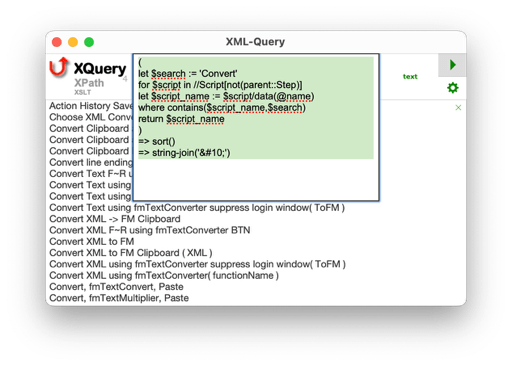 XML-Query
XQuery
XPath
4
XSLT
(
let $search := 'Convert'
for $script in //Script[not(parent::Step)]
let $script_name := $script/data(@name)
where contains($script_name,$search)
return $script_name
)
=> sort()
=> string-join('&#10;')
text
Action History Save
Choose XML Conv
Convert Clipboard
Convert Clipboard
Convert Clipboard
Convert line ending
Convert Text F~R u
Convert Text using
Convert Text using
Convert Text using fmTextConverter suppress login window( ToFM )
Convert XML -> FM Clipboard
Convert XML F~R using fmTextConverter BTN
Convert XML to FM
Convert XML to FM Clipboard ( XML )
Convert XML using fmTextConverter suppress login window( ToFM )
Convert XML using fmTextConverter( functionName )
Convert, fmTextConvert, Paste
Convert, fmTextMultiplier, Paste